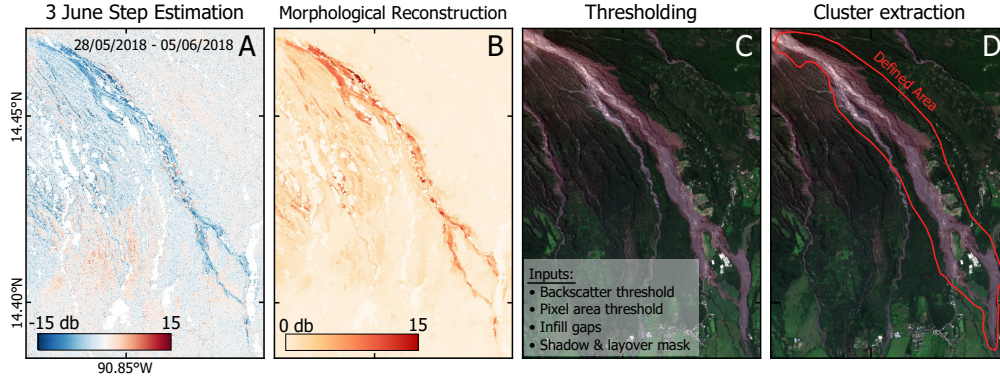 3 June Step Estimation
Morphological Reconstruction
Thresholding
Cluster extraction
28/05/2018 - 05/06/2018
A
B
C
D
Defined Area
14.45°N
14.40°N
-15 db
15
0 db
15
Inputs:
• Backscatter threshold
• Pixel area threshold
• Infill gaps
• Shadow & layover mask
90.85°W